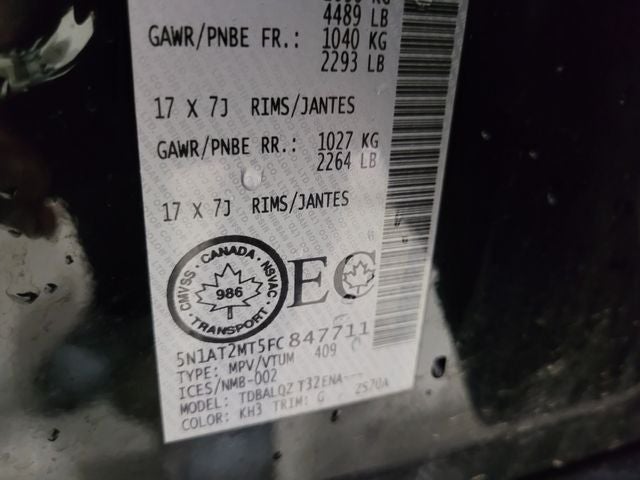 4489 LB
GAWR/PNBE FR.: 1040 KG
2293 LB
17 X 7J RIMS/JANTES
GAWR/PNBE RR.: 1027 KG
2264 LB
17 X 7J RIMS/JANTES
CANADA · NSVAC · TRANSPORT · CMVSS ·
986
EC
5N1AT2MT5FC847711
TYPE: MPV/VTUM 409
ICES/NMB-002
MODEL: TDBALQZ T32ENA---
COLOR: KH3 TRIM: G 2S70A